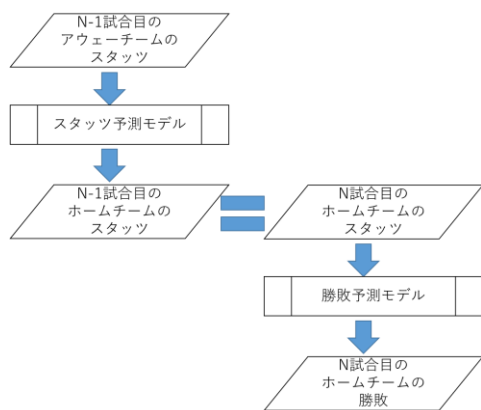 N-1試合目の
アウェーチームの
スタッツ
スタッツ予測モデル
N-1試合目の
ホームチームの
スタッツ
N試合目の
ホームチームの
スタッツ
勝敗予測モデル
N試合目の
ホームチームの
勝敗